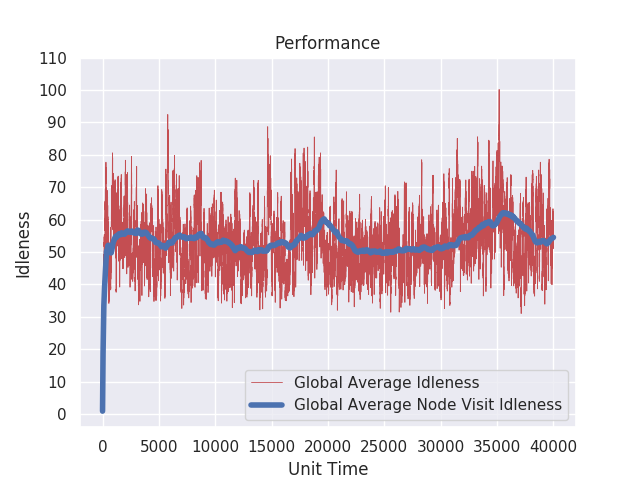 Performance
110
100
90
80
70
60
50
40
30
20
10
0
Idleness
Global Average Idleness
Global Average Node Visit Idleness
0 5000 10000 15000 20000 25000 30000 35000 40000
Unit Time